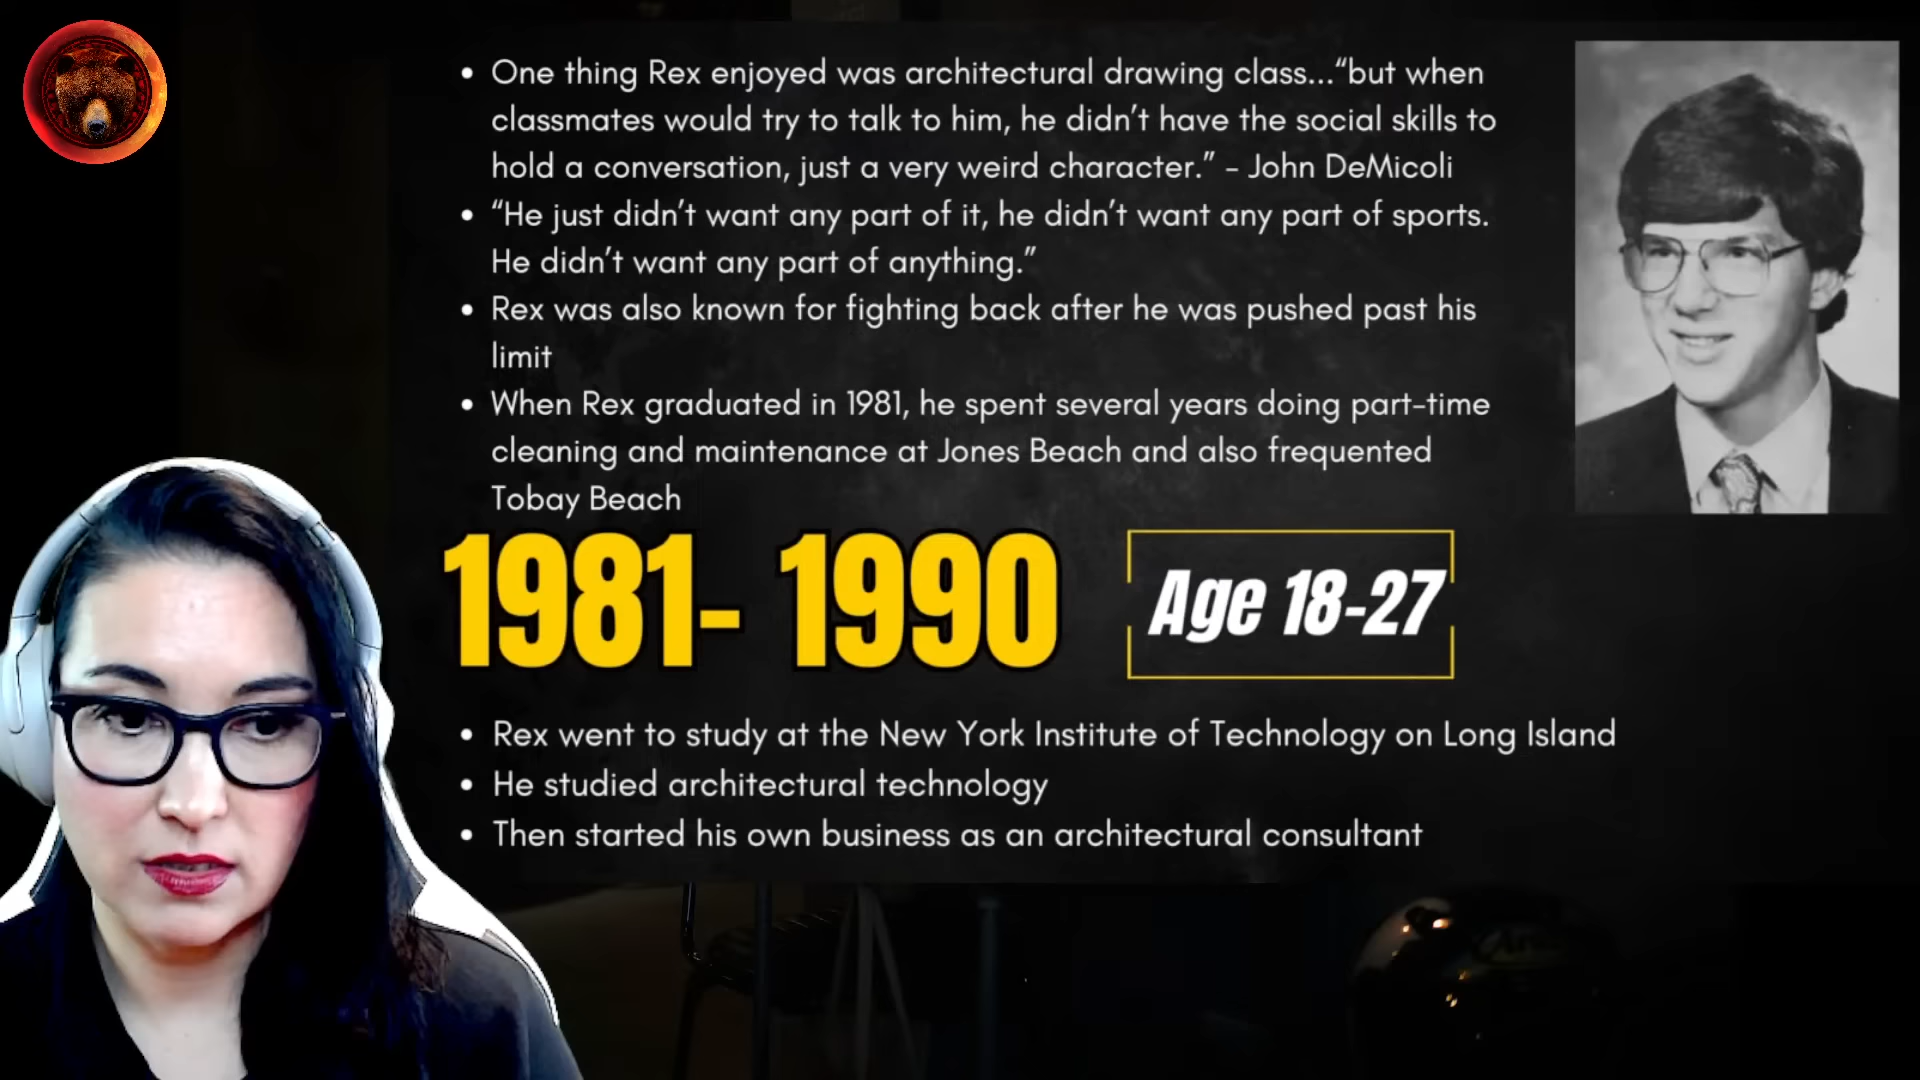 • One thing Rex enjoyed was architectural drawing class...“but when
classmates would try to talk to him, he didn’t have the social skills to
hold a conversation, just a very weird character.” - John DeMicoli
• “He just didn’t want any part of it, he didn’t want any part of sports.
He didn’t want any part of anything.”
• Rex was also known for fighting back after he was pushed past his
limit
• When Rex graduated in 1981, he spent several years doing part-time
cleaning and maintenance at Jones Beach and also frequented
Tobay Beach
1981- 1990
Age 18-27
• Rex went to study at the New York Institute of Technology on Long Island
• He studied architectural technology
• Then started his own business as an architectural consultant